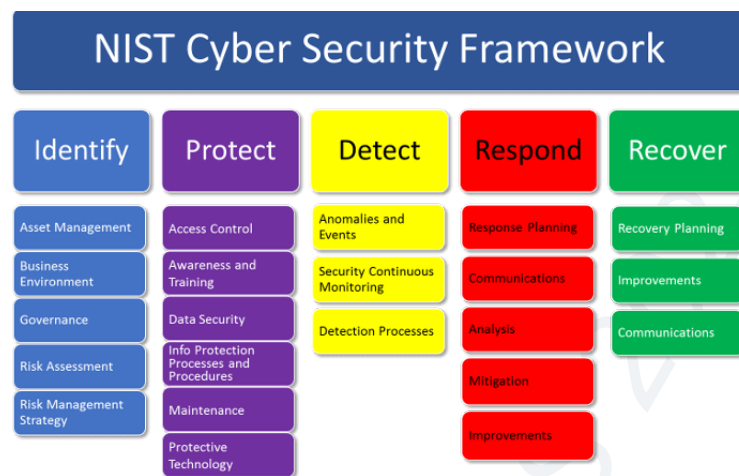 NIST Cyber Security Framework
Identify
Protect
Detect
Respond
Recover
Asset Management
Business
Environment
Governance
Risk Assessment
Risk Management
Strategy
Access Control
Awareness and
Training
Data Security
Info Protection
Processes and
Procedures
Maintenance
Protective
Technology
Anomalies and
Events
Security Continuous
Monitoring
Detection Processes
Response Planning
Communications
Analysis
Mitigation
Improvements
Recovery Planning
Improvements
Communications